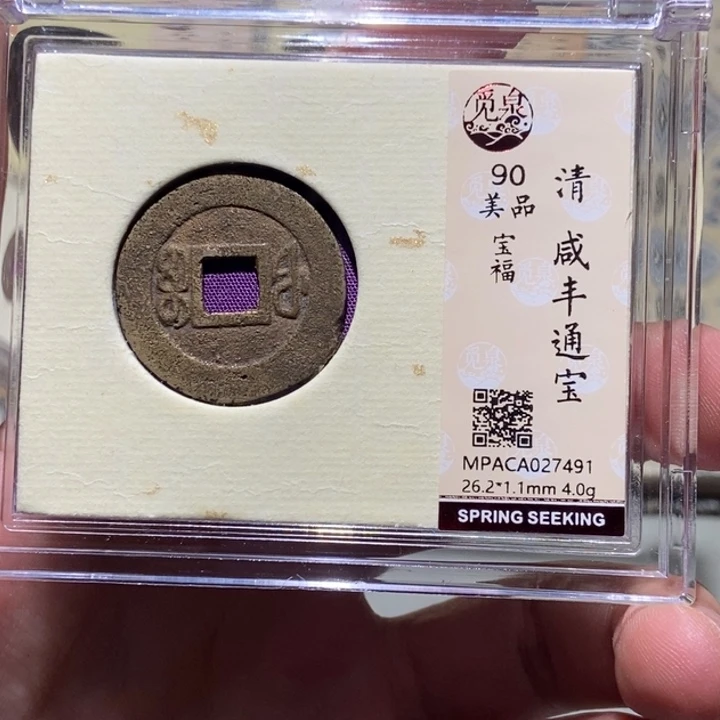 觅泉
90
美品
宝福
清 咸丰通宝
MPACA027491
26.2*1.1mm 4.0g
SPRING SEEKING